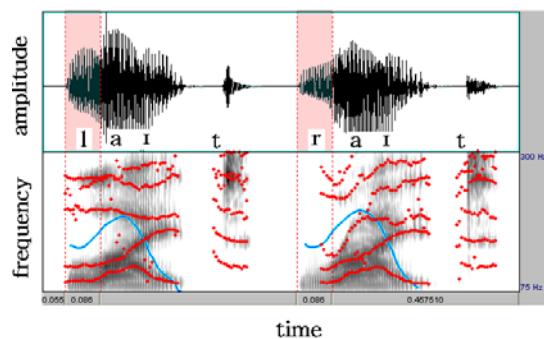 amplitude
l a ɪ t r a ɪ t
frequency
300 Hz
75 Hz
0.055 0.086 0.086 0.457510
time